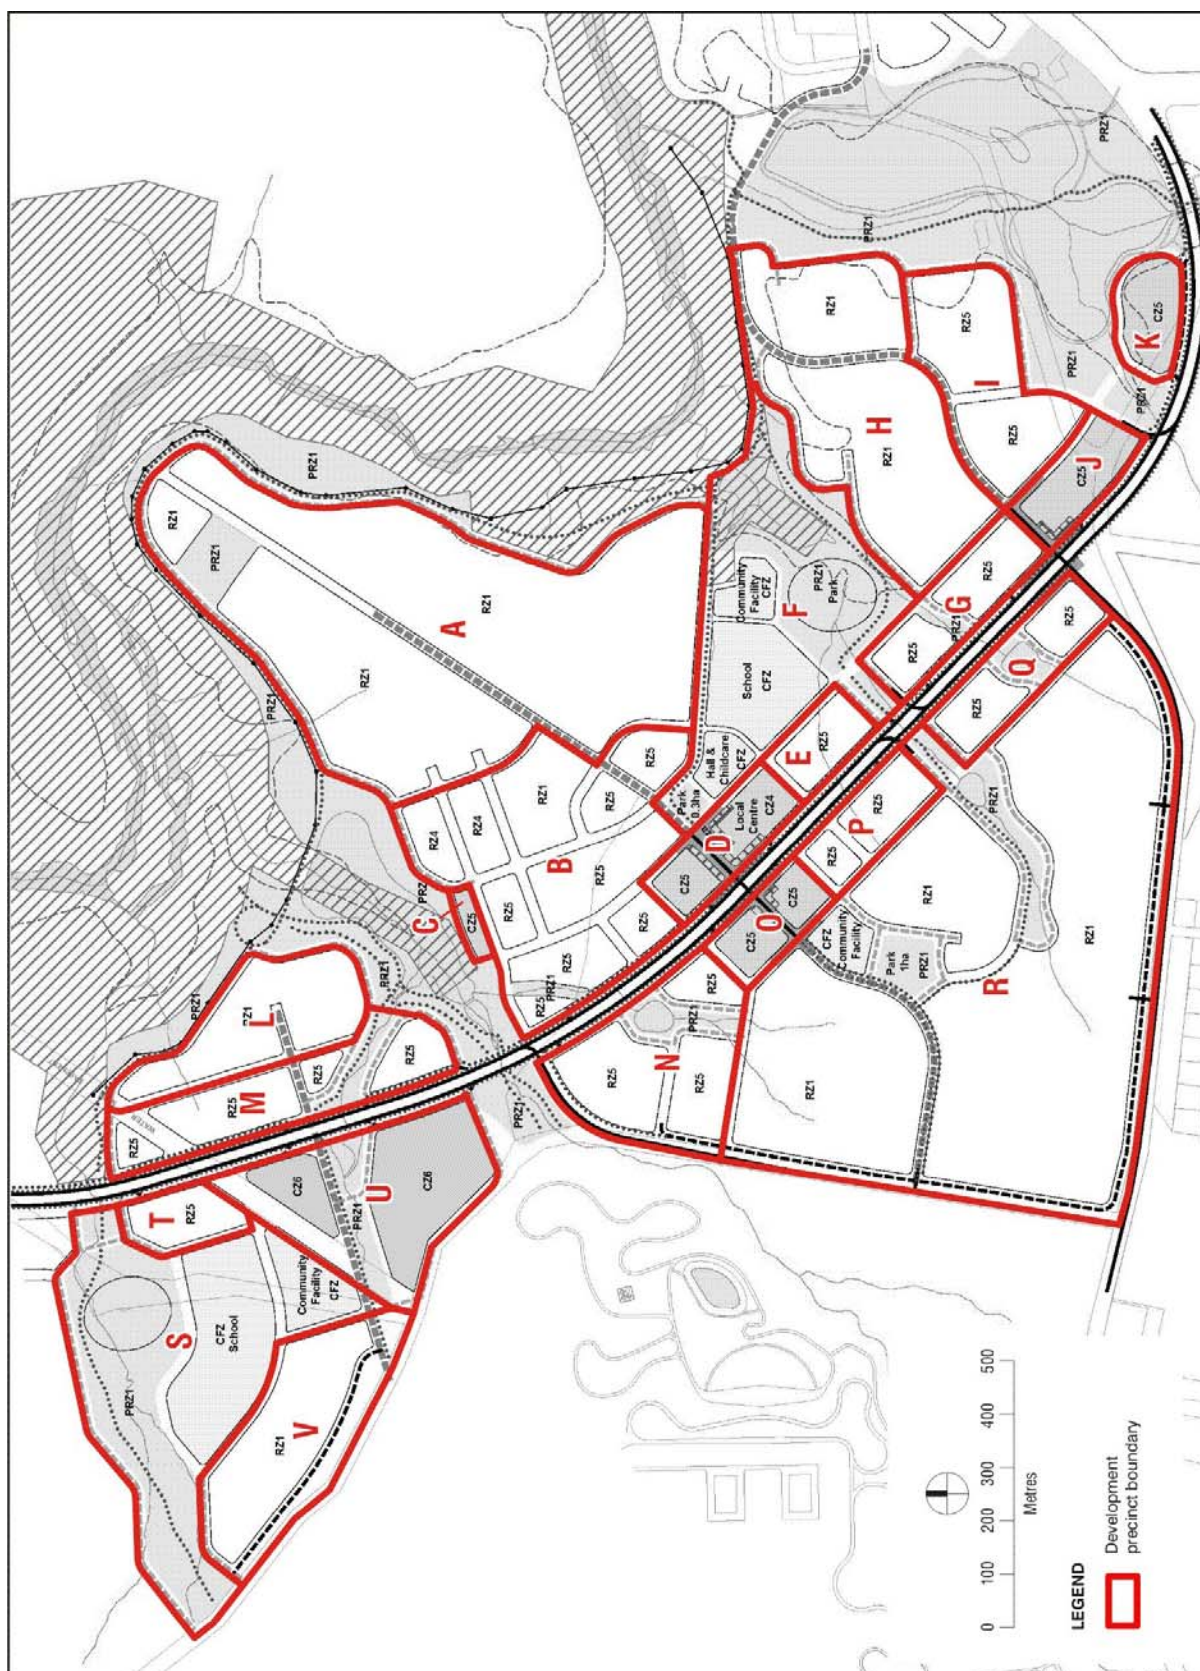 PRZ1
S
CFZ
School
V
RZ1
T
RZ5
Community
Facility
CFZ
U
CZ6
PRZ1
CZ6
M
RZ5
WATER
RZ5
RZ5
RZ5
PRZ1
L
RZ1
PRZ1
PRZ1
PRZ1
C
CZ5
PRZ
B
RZ4
RZ4
RZ1
RZ5
RZ5
RZ5
RZ5
RZ5
RZ5
RZ5
PRZ1
A
RZ1
RZ1
RZ1
PRZ1
PRZ1
PRZ1
D
CZ5
Local
Centre
CZ4
Park
0.3ha
Hall &
Childcare
CFZ
E
RZ5
School
CFZ
F
Community
Facility
CFZ
PRZ1
Park
G
RZ5
PRZ1
RZ5
H
RZ1
RZ1
I
RZ5
RZ5
J
CZ5
K
CZ5
PRZ1
PRZ1
PRZ1
PRZ1
N
RZ5
RZ5
RZ5
PRZ1
O
CZ5
CZ5
P
RZ5
RZ5
Q
RZ5
RZ5
R
RZ1
RZ1
RZ1
CFZ
Community
Facility
Park
1ha
PRZ1
PRZ1
0 100 200 300 400 500
Metres
LEGEND
Development
precinct boundary